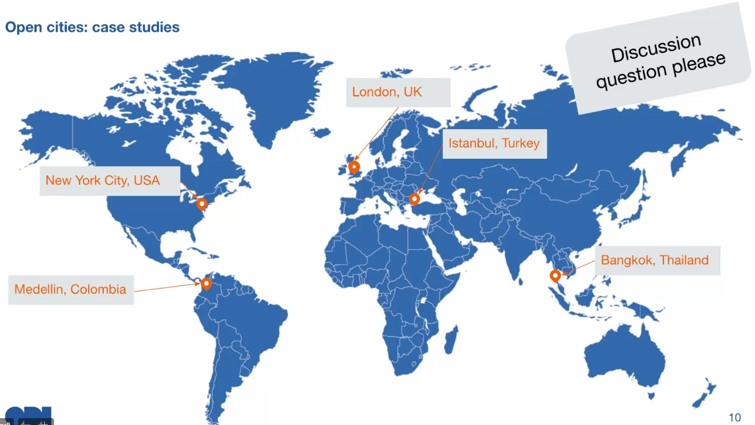 Open cities: case studies
Discussion
question please
London, UK
Istanbul, Turkey
New York City, USA
Bangkok, Thailand
Medellin, Colombia
10